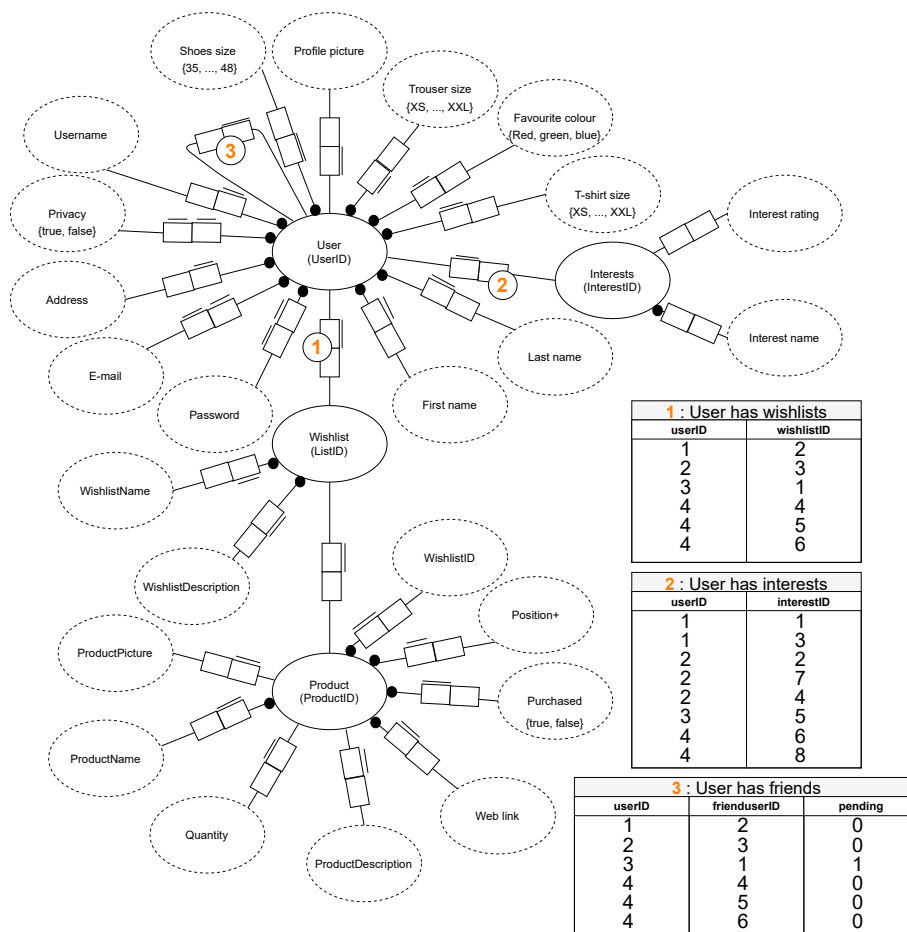 Shoes size
{35, ..., 48}
Profile picture
Trouser size
{XS, ..., XXL}
Favourite colour
{Red, green, blue}
Username
3
T-shirt size
{XS, ..., XXL}
Privacy
{true, false}
Interest rating
User
(UserID)
Interests
(InterestID)
2
Address
Interest name
1
Last name
E-mail
Password
First name
Wishlist
(ListID)
WishlistName
WishlistDescription
WishlistID
Position+
ProductPicture
Product
(ProductID)
Purchased
{true, false}
ProductName
Web link
Quantity
ProductDescription
1 : User has wishlists
userID wishlistID
1 2
2 3
3 1
4 4
4 5
4 6
2 : User has interests
userID interestID
1 1
1 3
2 2
2 7
2 4
3 5
4 6
4 8
3 : User has friends
userID frienduserID pending
1 2 0
2 3 0
3 1 1
4 4 0
4 5 0
4 6 0